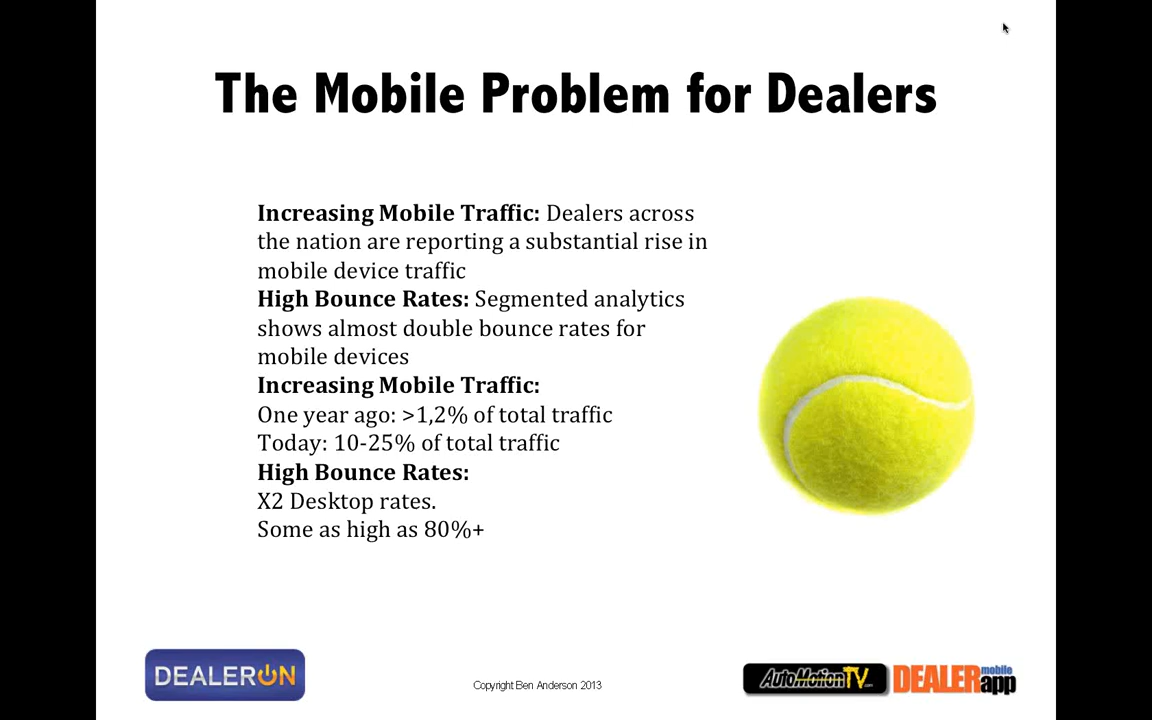 The Mobile Problem for Dealers
Increasing Mobile Traffic: Dealers across
the nation are reporting a substantial rise in
mobile device traffic
High Bounce Rates: Segmented analytics
shows almost double bounce rates for
mobile devices
Increasing Mobile Traffic:
One year ago: >1,2% of total traffic
Today: 10-25% of total traffic
High Bounce Rates:
X2 Desktop rates.
Some as high as 80%+
DEALERON
Copyright Ben Anderson 2013
AutoMotionTV.com
DEALER mobile app